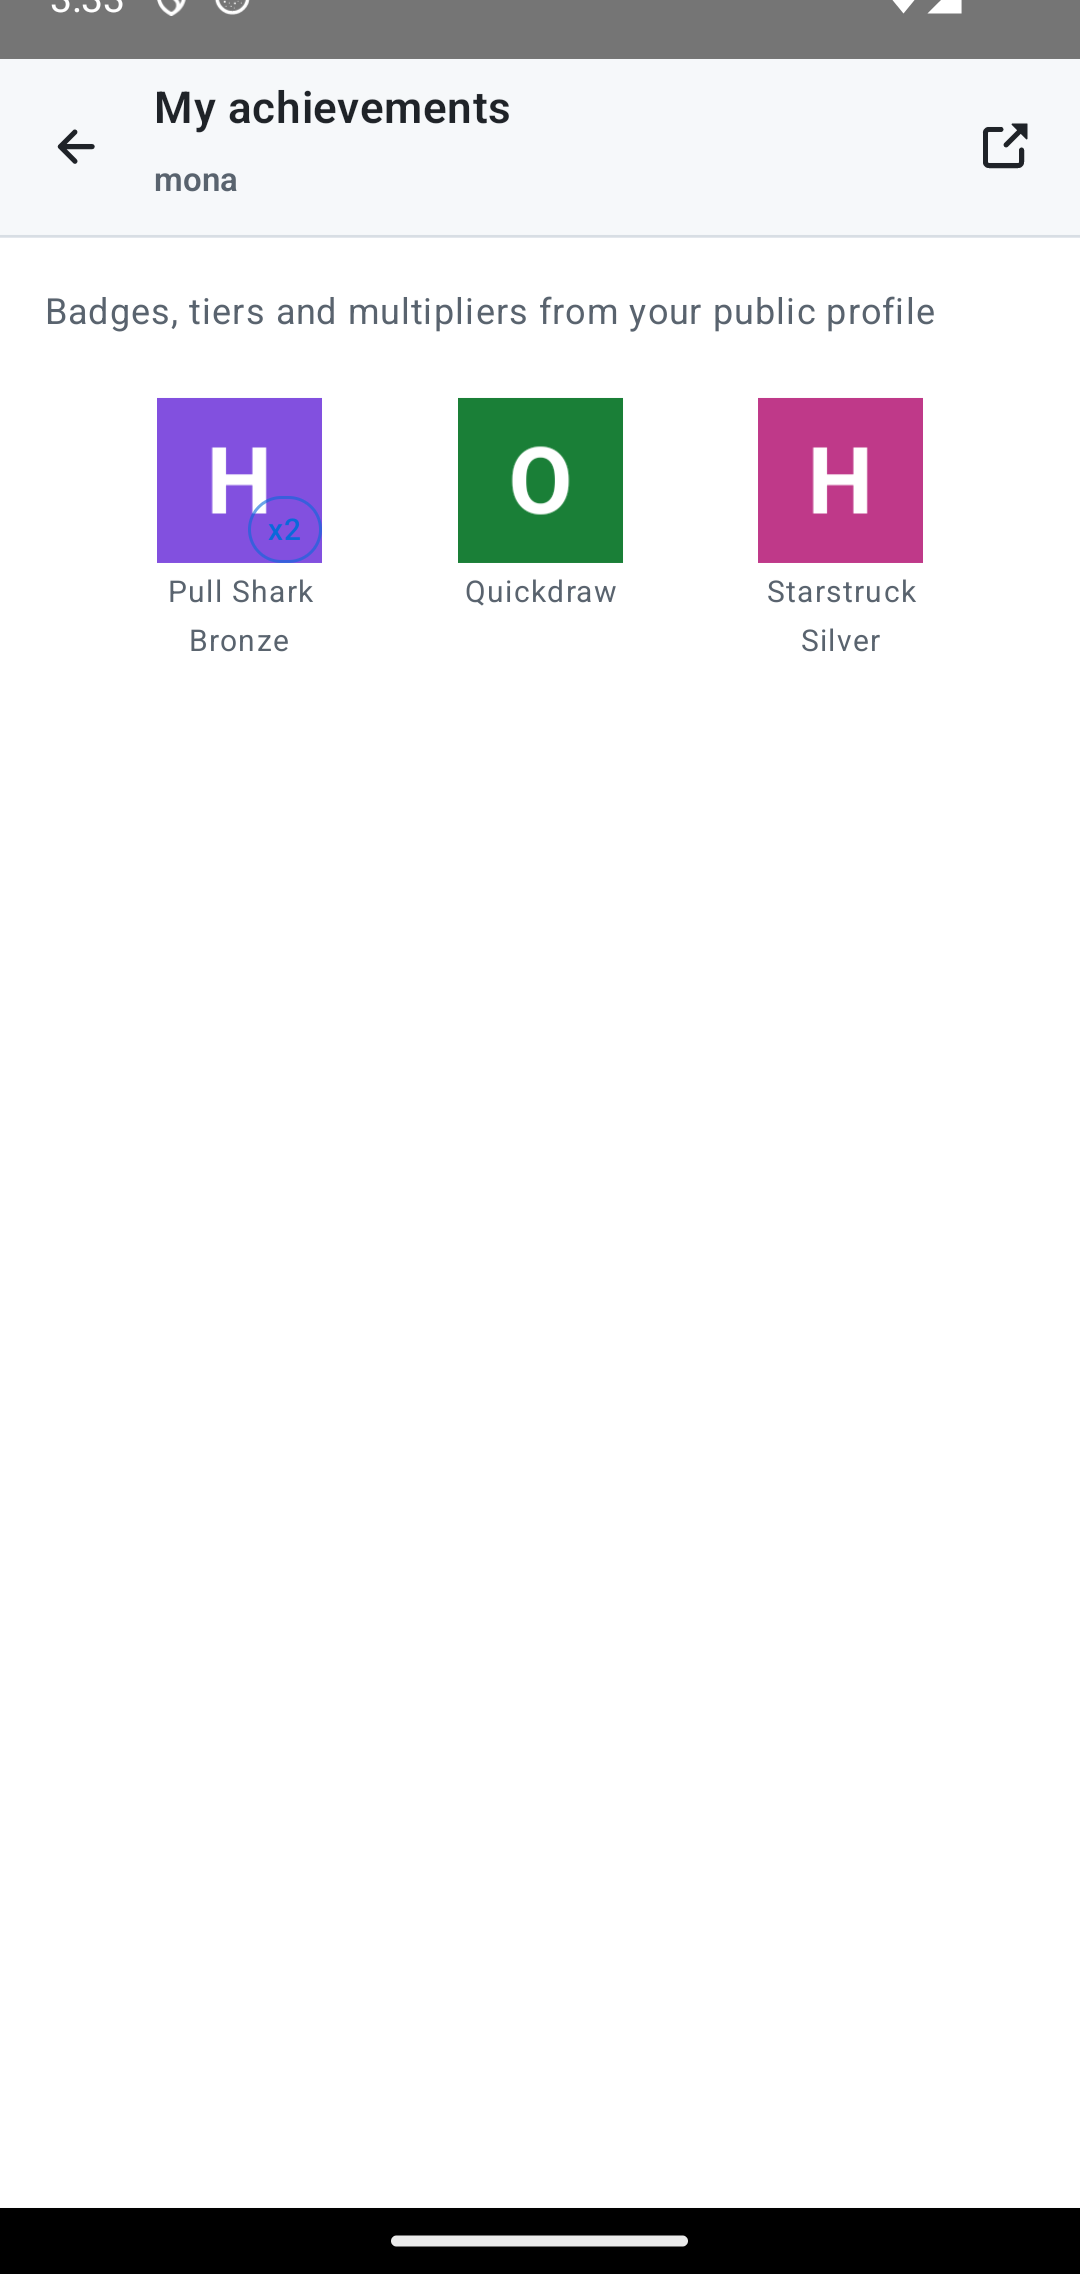 My achievements
mona
Badges, tiers and multipliers from your public profile
H
x2
O
H
Pull Shark
Quickdraw
Starstruck
Bronze
Silver